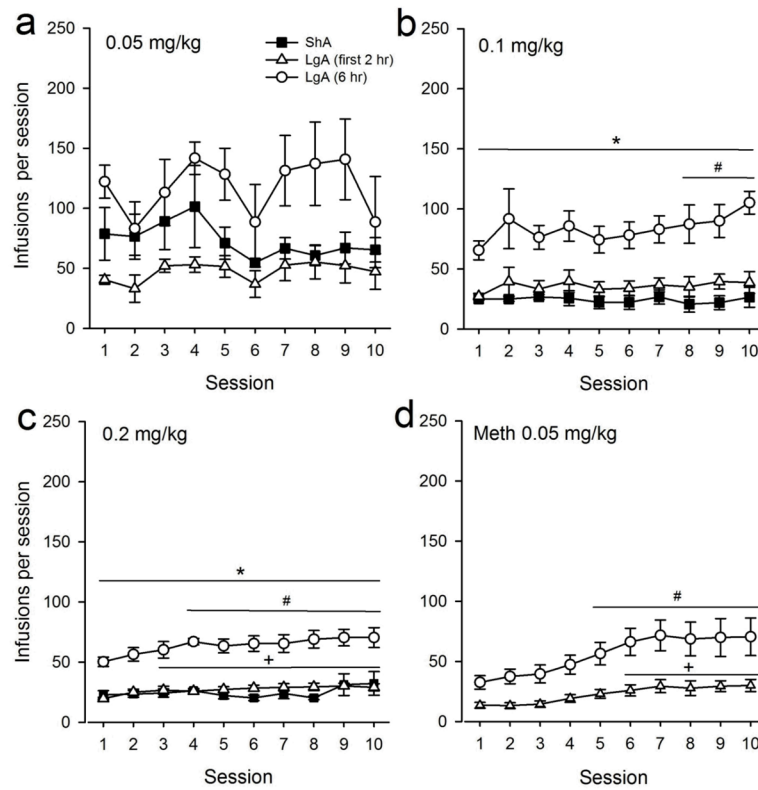 a
0.05 mg/kg
ShA
LgA (first 2 hr)
LgA (6 hr)
250
200
150
100
50
0
Infusions per session
1 2 3 4 5 6 7 8 9 10
Session
b
0.1 mg/kg
250
200
150
100
50
0
*
#
1 2 3 4 5 6 7 8 9 10
Session
c
0.2 mg/kg
250
200
150
100
50
0
Infusions per session
*
#
+
1 2 3 4 5 6 7 8 9 10
Session
d
Meth 0.05 mg/kg
250
200
150
100
50
0
#
+
1 2 3 4 5 6 7 8 9 10
Session